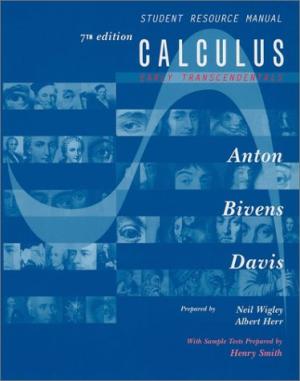 STUDENT RESOURCE MANUAL
7TH edition
CALCULUS
EARLY TRANSCENDENTALS
Anton
Bivens
Davis
Prepared by Neil Wigley
Albert Herr
With Sample Tests Prepared by
Henry Smith